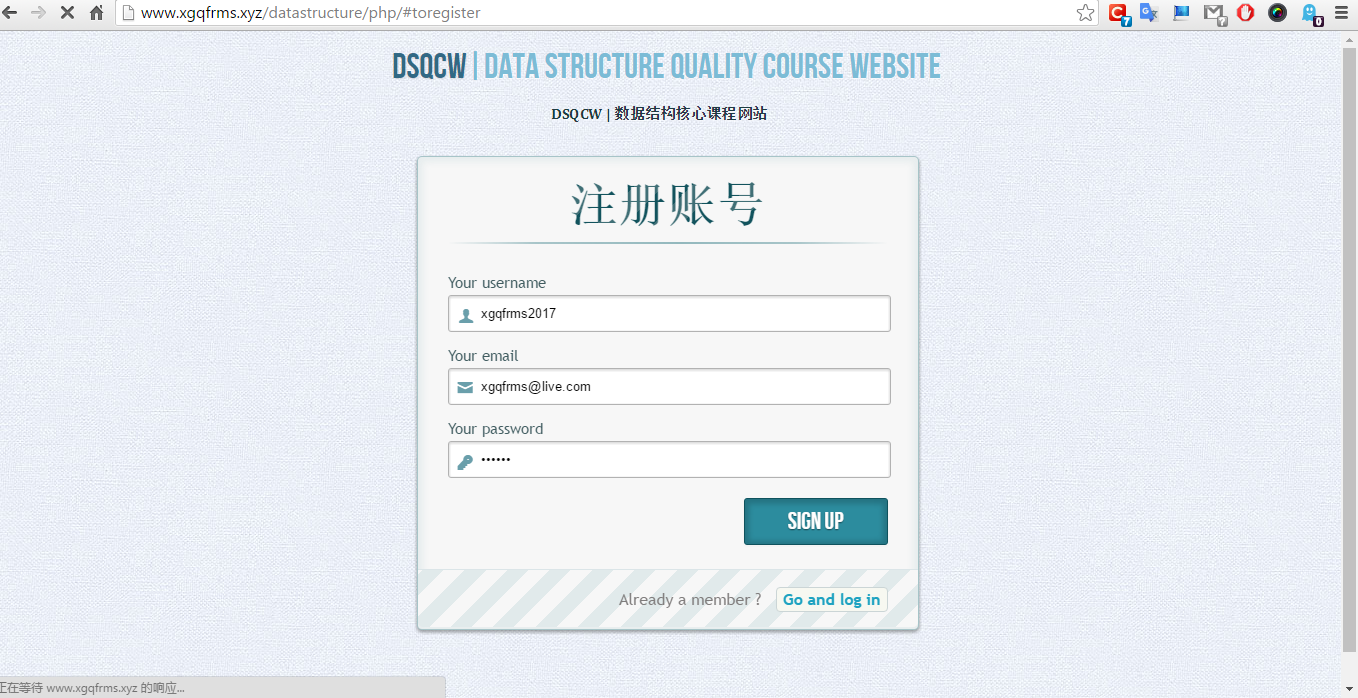 www.xgqfrms.xyz/datastructure/php/#toregister
7
?
0
DSQCW | DATA STRUCTURE QUALITY COURSE WEBSITE
DSQCW | 数据结构核心课程网站
注册账号
Your username
xgqfrms2017
Your email
xgqfrms@live.com
Your password
••••••
SIGN UP
Already a member ? Go and log in
正在等待 www.xgqfrms.xyz 的响应...